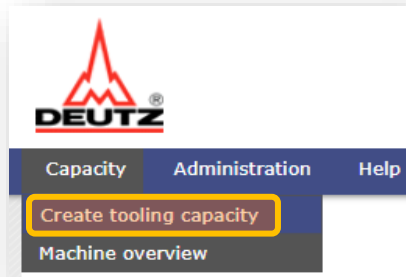 DEUTZ ®
Capacity Administration Help
Create tooling capacity
Machine overview